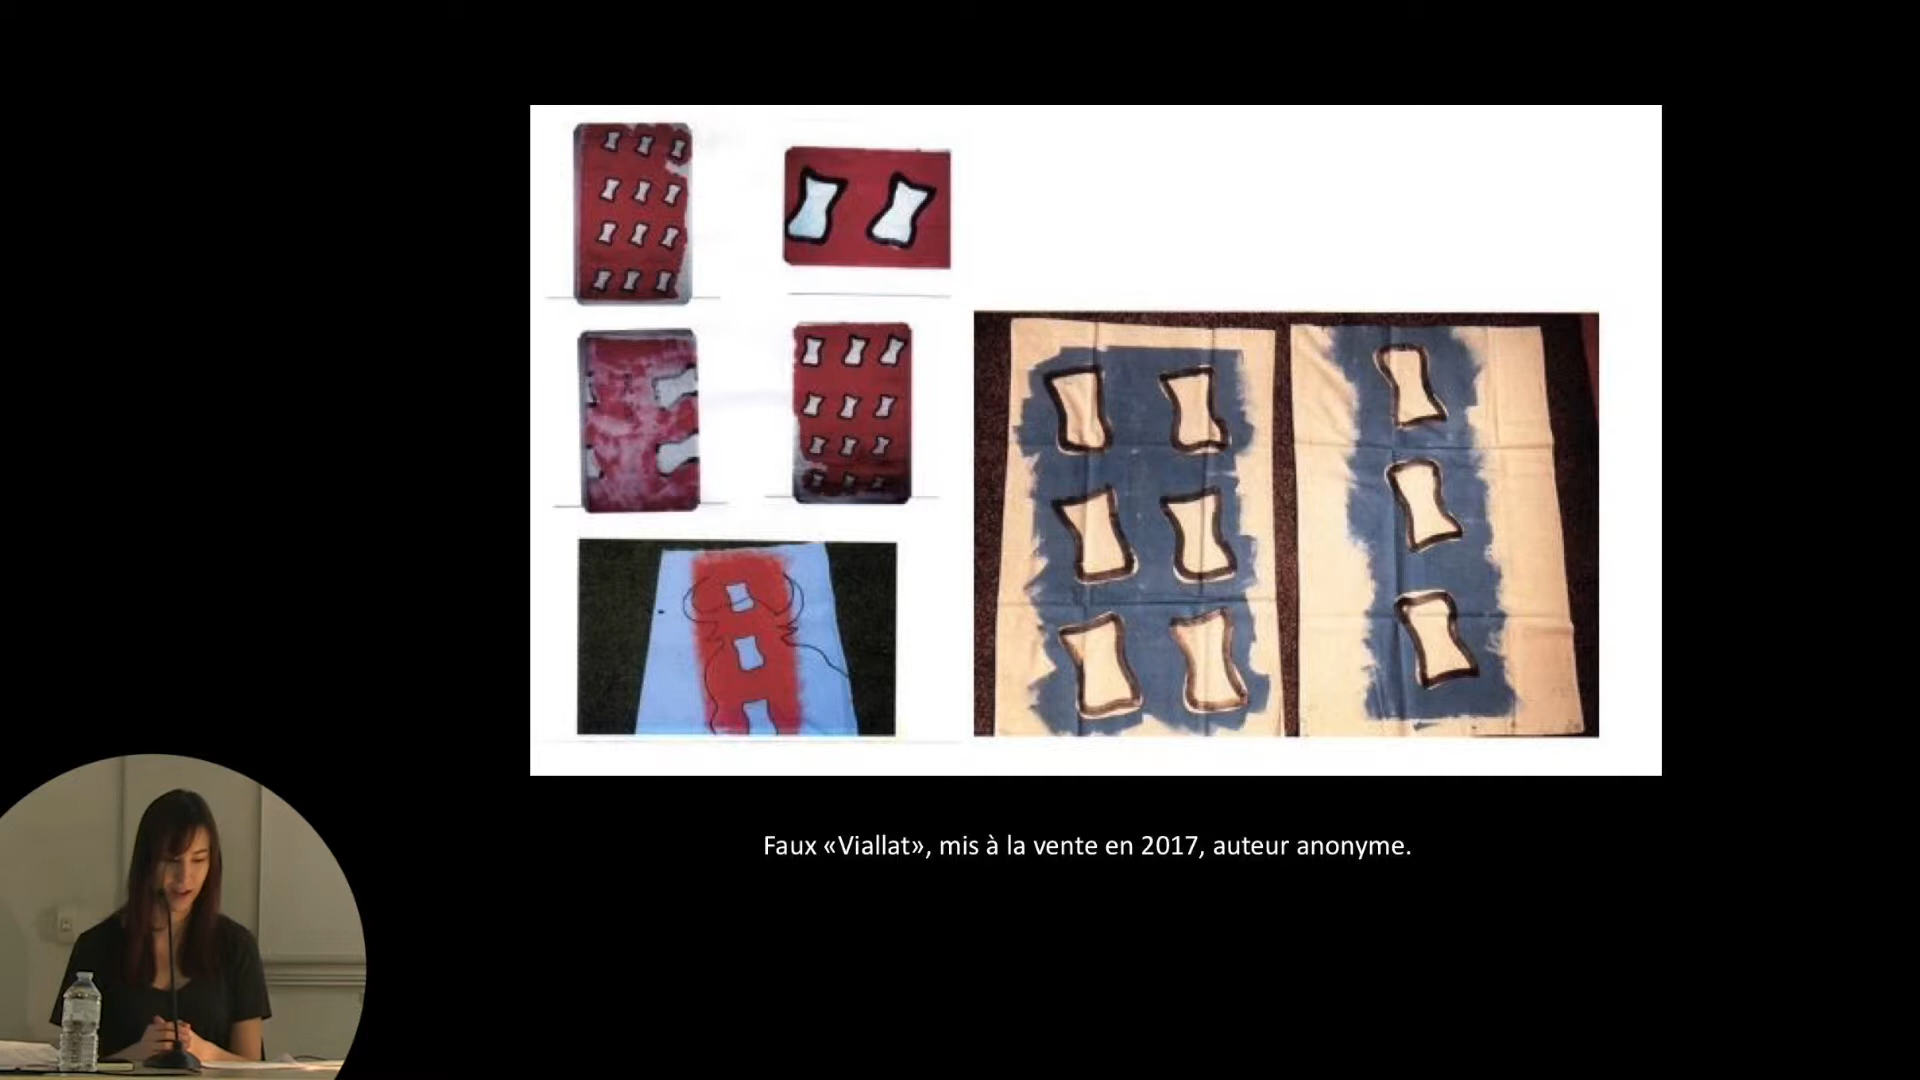 Faux «Viallat», mis à la vente en 2017, auteur anonyme.